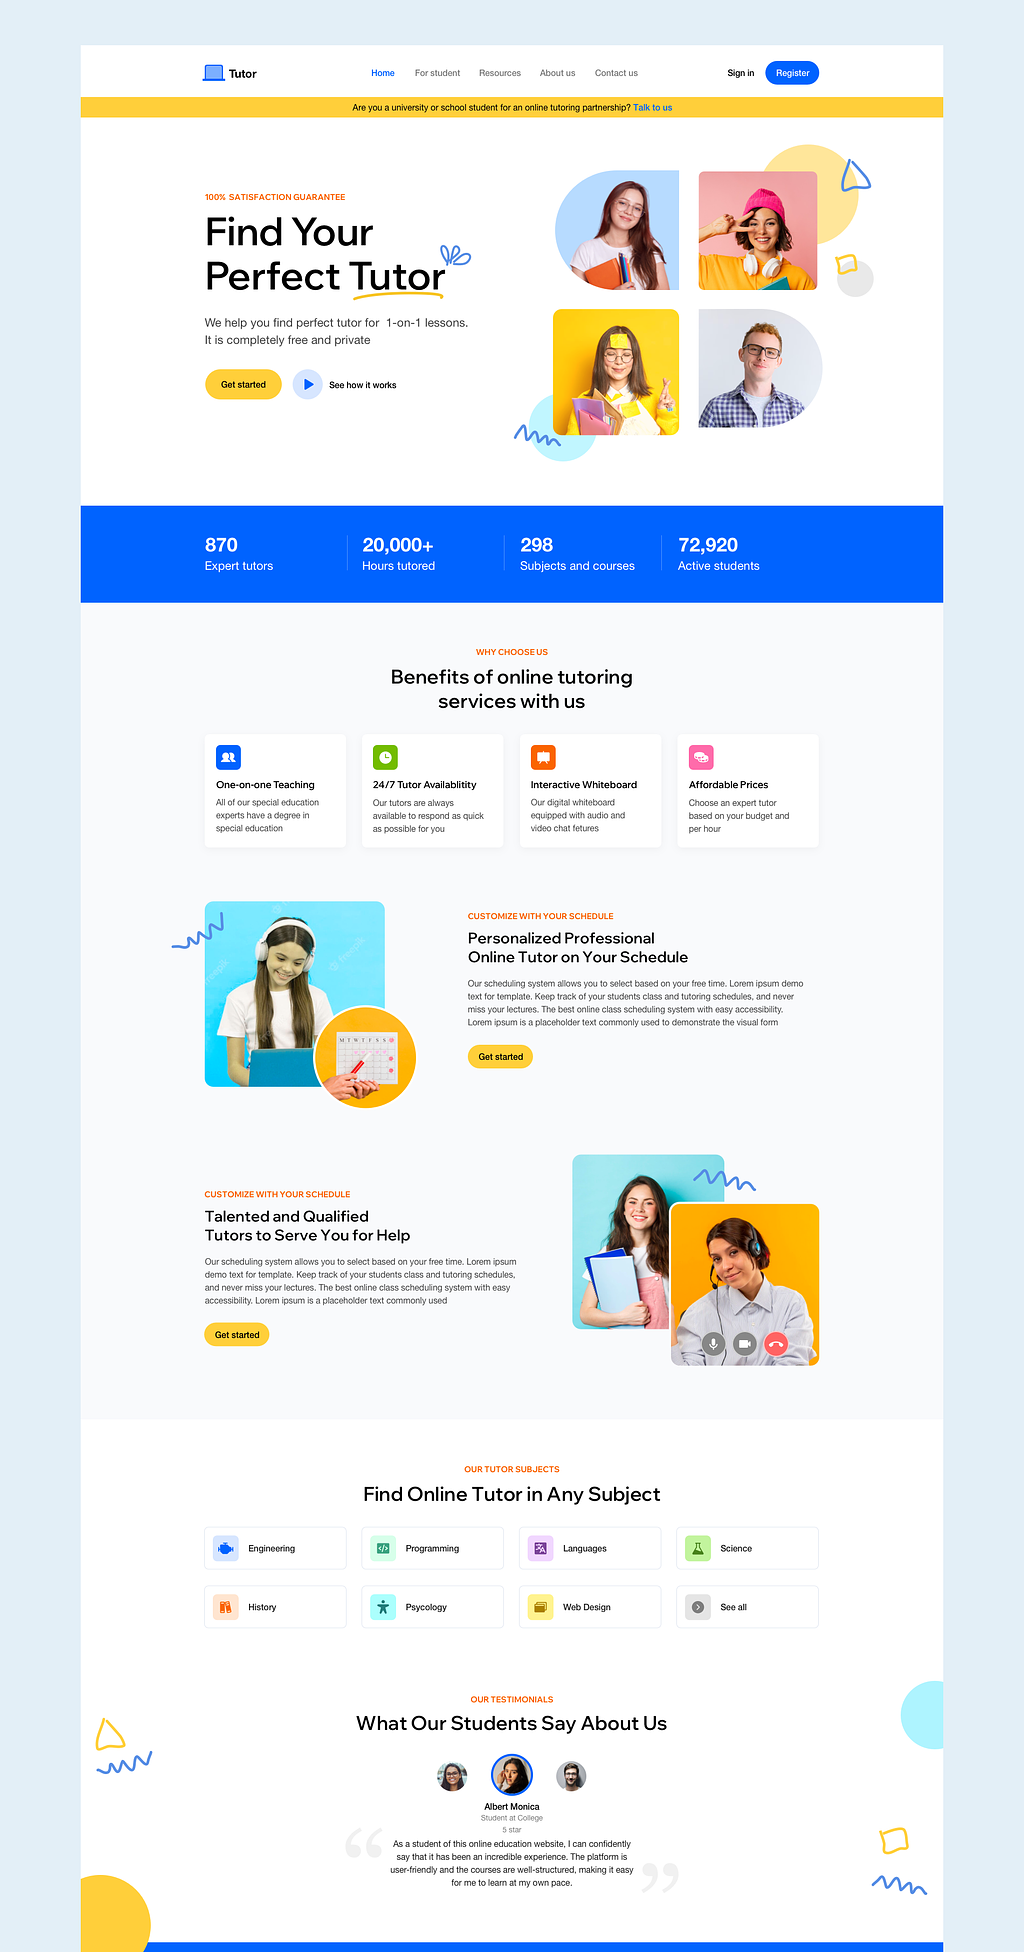 Tutor
Home
For student
Resources
About us
Contact us
Sign in
Register
Are you a university or school student for an online tutoring partnership? Talk to us
100% SATISFACTION GUARANTEE
Find Your
Perfect Tutor
We help you find perfect tutor for 1-on-1 lessons.
It is completely free and private
Get started
See how it works
870
Expert tutors
20,000+
Hours tutored
298
Subjects and courses
72,920
Active students
WHY CHOOSE US
Benefits of online tutoring
services with us
One-on-one Teaching
All of our special education
experts have a degree in
special education
24/7 Tutor Availablitity
Our tutors are always
available to respond as quick
as possible for you
Interactive Whiteboard
Our digital whiteboard
equipped with audio and
video chat fetures
Affordable Prices
Choose an expert tutor
based on your budget and
per hour
freepik
freepik
M T W T F S S
CUSTOMIZE WITH YOUR SCHEDULE
Personalized Professional
Online Tutor on Your Schedule
Our scheduling system allows you to select based on your free time. Lorem ipsum demo
text for template. Keep track of your students class and tutoring schedules, and never
miss your lectures. The best online class scheduling system with easy accessibility.
Lorem ipsum is a placeholder text commonly used to demonstrate the visual form
Get started
CUSTOMIZE WITH YOUR SCHEDULE
Talented and Qualified
Tutors to Serve You for Help
Our scheduling system allows you to select based on your free time. Lorem ipsum
demo text for template. Keep track of your students class and tutoring schedules,
and never miss your lectures. The best online class scheduling system with easy
accessibility. Lorem ipsum is a placeholder text commonly used
Get started
OUR TUTOR SUBJECTS
Find Online Tutor in Any Subject
Engineering
Programming
Languages
Science
History
Psycology
Web Design
See all
OUR TESTIMONIALS
What Our Students Say About Us
Albert Monica
Student at College
5 star
“ As a student of this online education website, I can confidently
say that it has been an incredible experience. The platform is
user-friendly and the courses are well-structured, making it easy
for me to learn at my own pace. ”